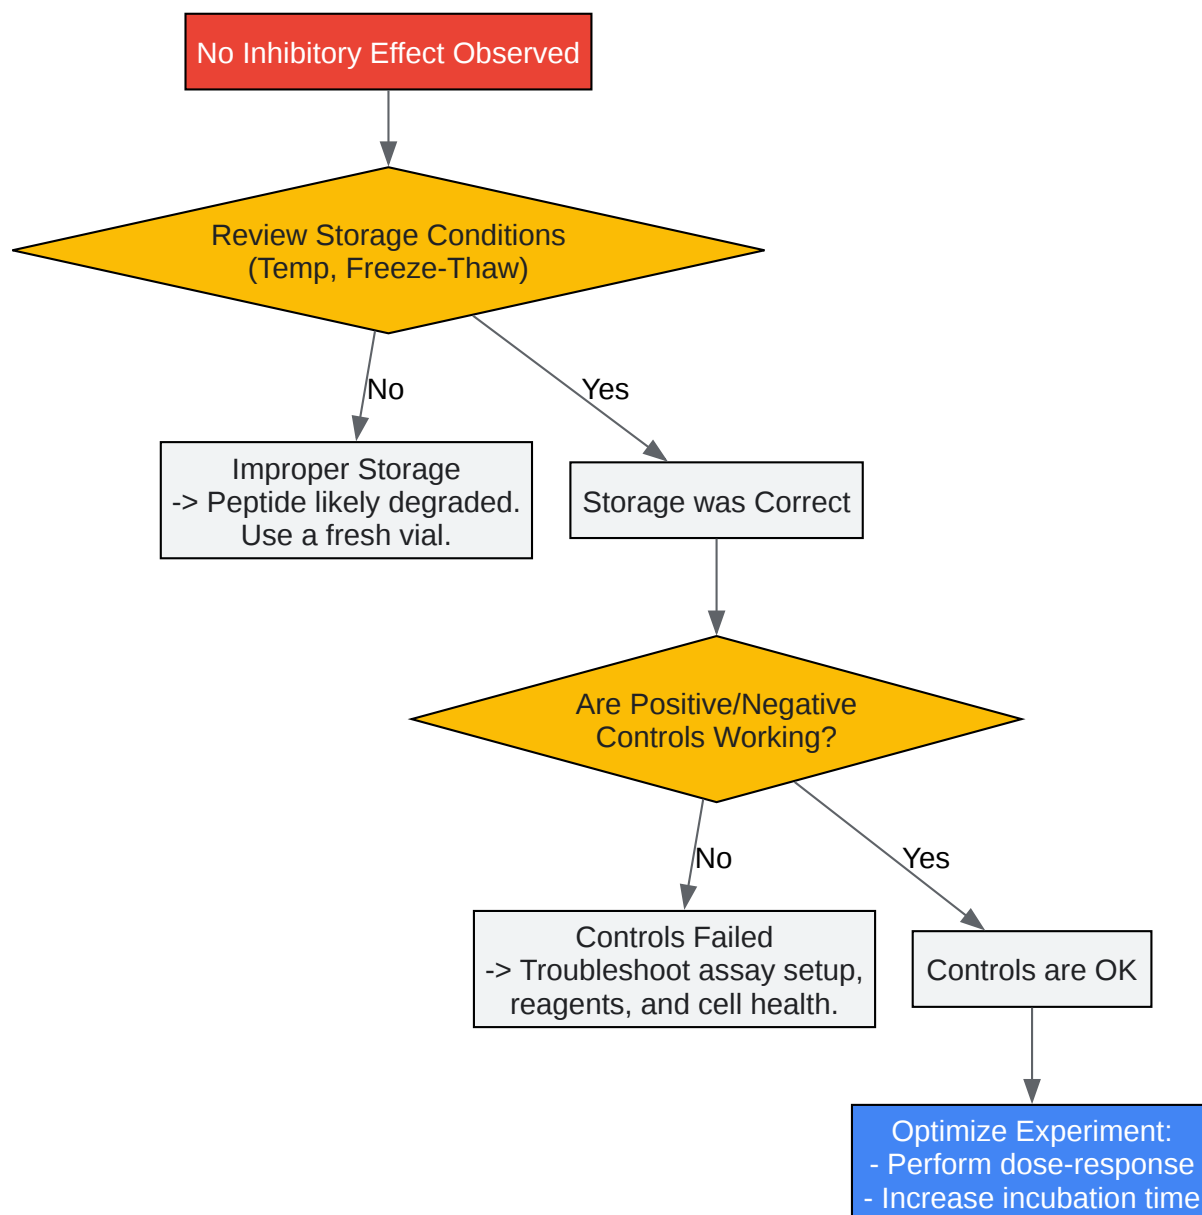 No Inhibitory Effect Observed
Review Storage Conditions
(Temp, Freeze-Thaw)
No
Yes
Improper Storage
-> Peptide likely degraded.
Use a fresh vial.
Storage was Correct
Are Positive/Negative
Controls Working?
No
Yes
Controls Failed
-> Troubleshoot assay setup,
reagents, and cell health.
Controls are OK
Optimize Experiment:
- Perform dose-response
- Increase incubation time